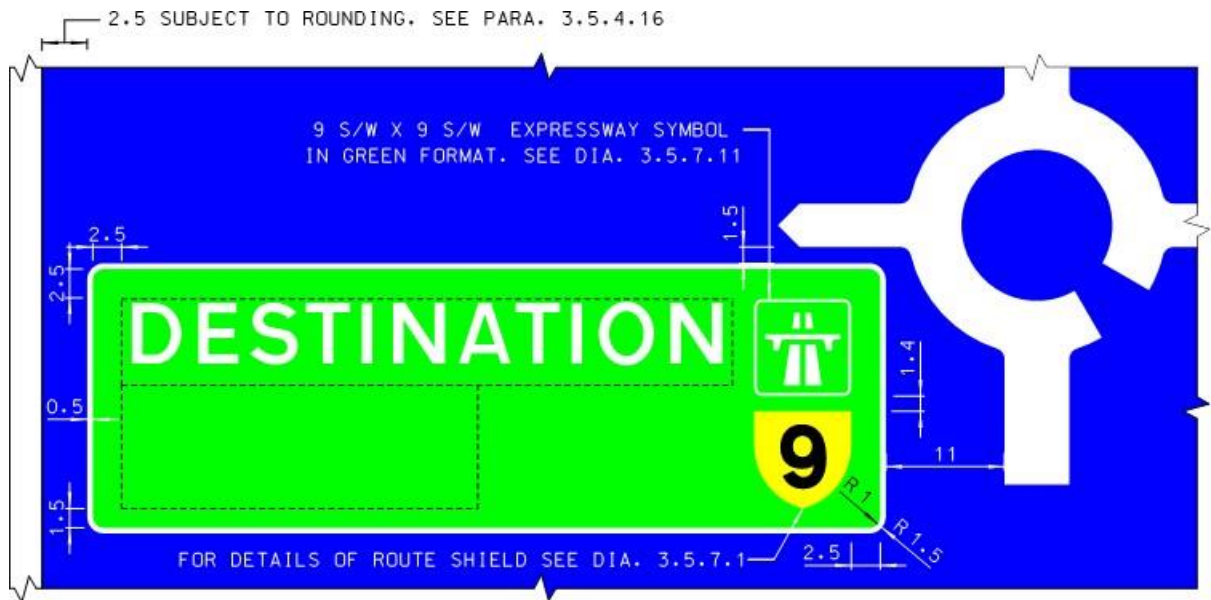 2.5 SUBJECT TO ROUNDING. SEE PARA. 3.5.4.16
9 S/W X 9 S/W EXPRESSWAY SYMBOL
IN GREEN FORMAT. SEE DIA. 3.5.7.11
1.5
2.5
2.5
DESTINATION
1.4
0.5
9
11
1.5
R 1
R 1.5
FOR DETAILS OF ROUTE SHIELD SEE DIA. 3.5.7.1
2.5